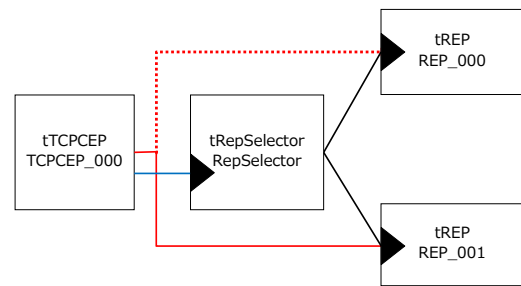 tREP
REP_000
tTCPCEP
TCPCEP_000
tRepSelector
RepSelector
tREP
REP_001